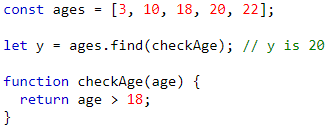 const ages = [3, 10, 18, 20, 22];
let y = ages.find(checkAge); // y is 20
function checkAge(age) {
  return age > 18;
}